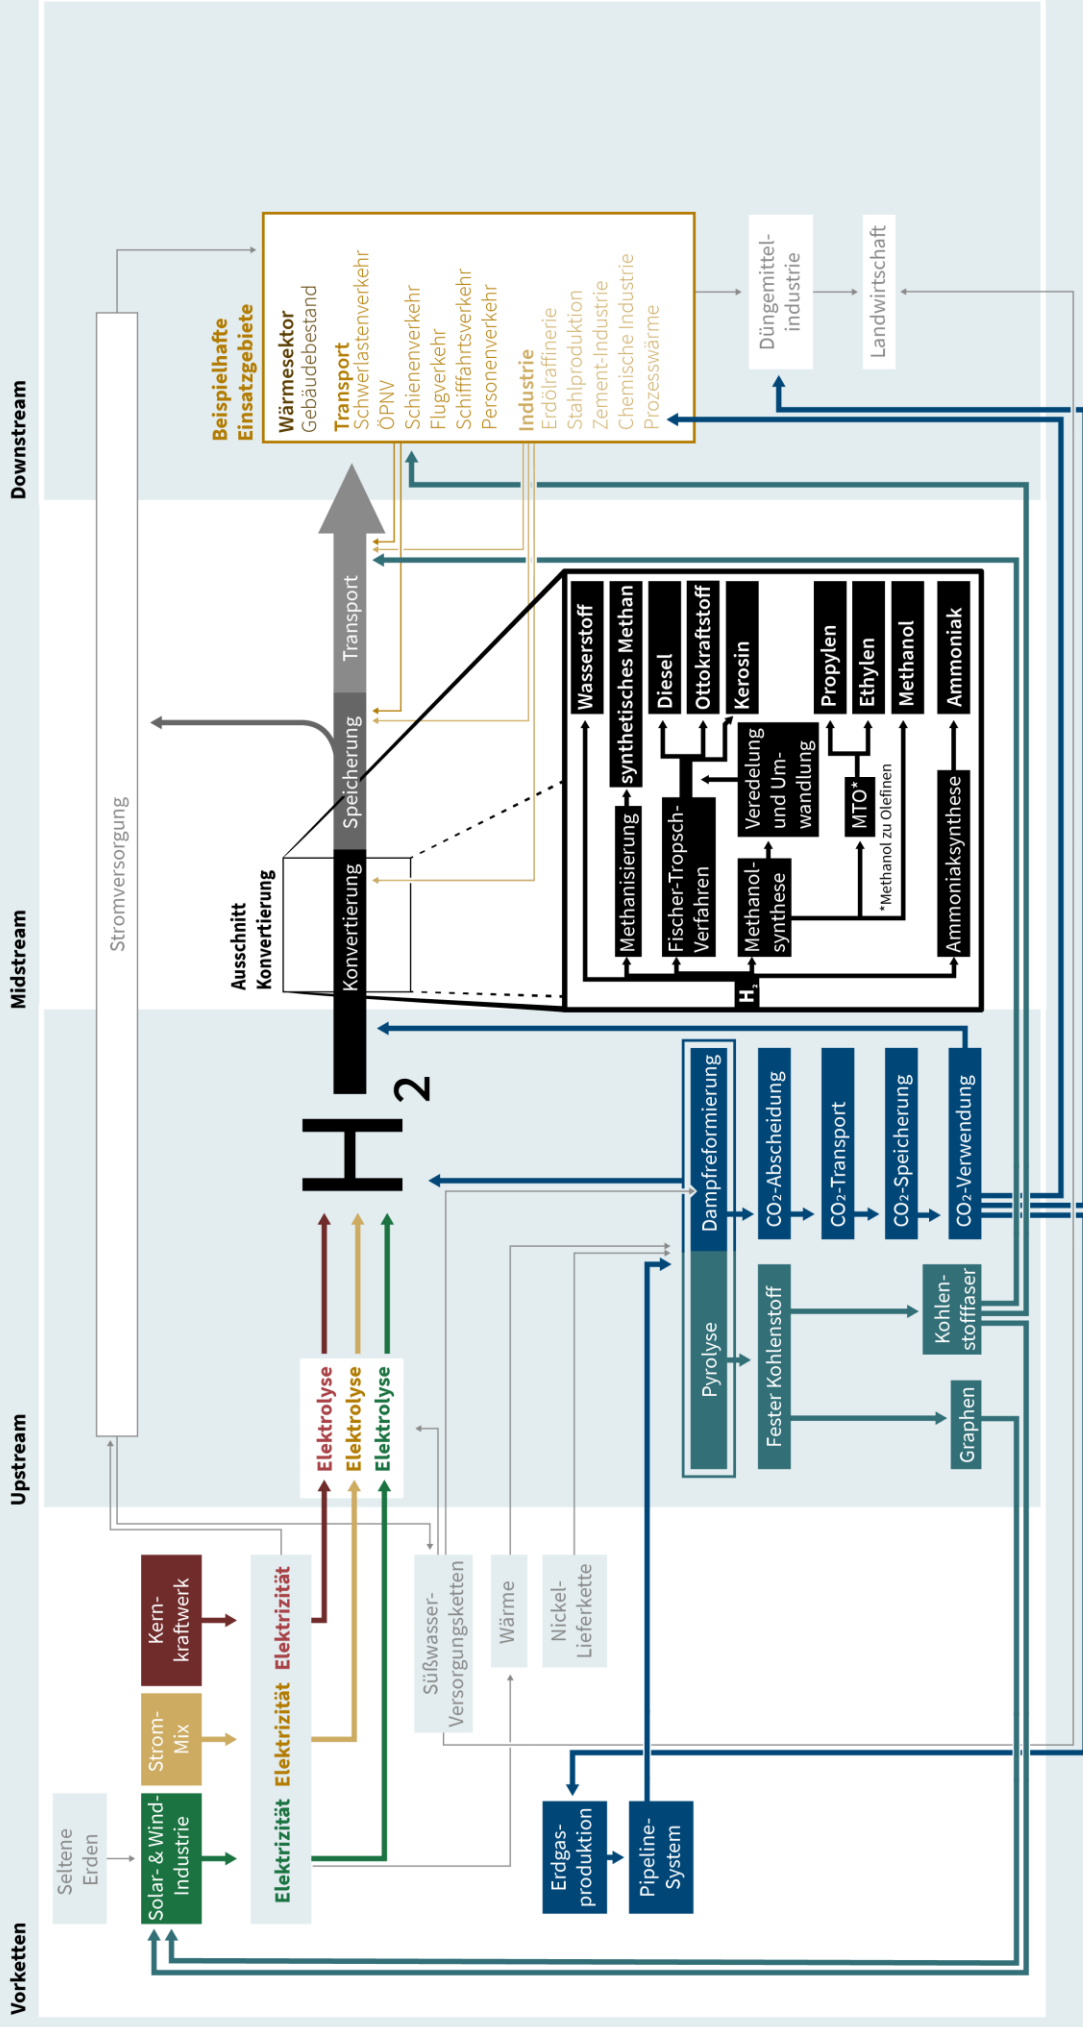 Vorketten
Upstream
Midstream
Downstream
Seltene
Erden
Solar- & Wind-
Industrie
Strom-
Mix
Kern-
kraftwerk
Elektrizität
Elektrizität
Elektrizität
Süßwasser-
Versorgungsketten
Wärme
Nickel-
Lieferkette
Erdgas-
produktion
Pipeline-
System
Stromversorgung
Elektrolyse
Elektrolyse
Elektrolyse
H2
Pyrolyse
Dampfreformierung
Fester Kohlenstoff
Graphen
Kohlen-
stofffaser
CO₂-Abscheidung
CO₂-Transport
CO₂-Speicherung
CO₂-Verwendung
Ausschnitt
Konvertierung
Konvertierung
Speicherung
Transport
H₂
Methanisierung
Fischer-Tropsch-
Verfahren
Methanol-
synthese
Veredelung
und Um-
wandlung
MTO*
*Methanol zu Olefinen
Ammoniaksynthese
Wasserstoff
synthetisches Methan
Diesel
Ottokraftstoff
Kerosin
Propylen
Ethylen
Methanol
Ammoniak
Beispielhafte
Einsatzgebiete
Wärmesektor
Gebäudebestand
Transport
Schwerlastenverkehr
ÖPNV
Schienenverkehr
Flugverkehr
Schifffahrtsverkehr
Personenverkehr
Industrie
Erdölraffinerie
Stahlproduktion
Zement-Industrie
Chemische Industrie
Prozesswärme
Düngemittel-
industrie
Landwirtschaft